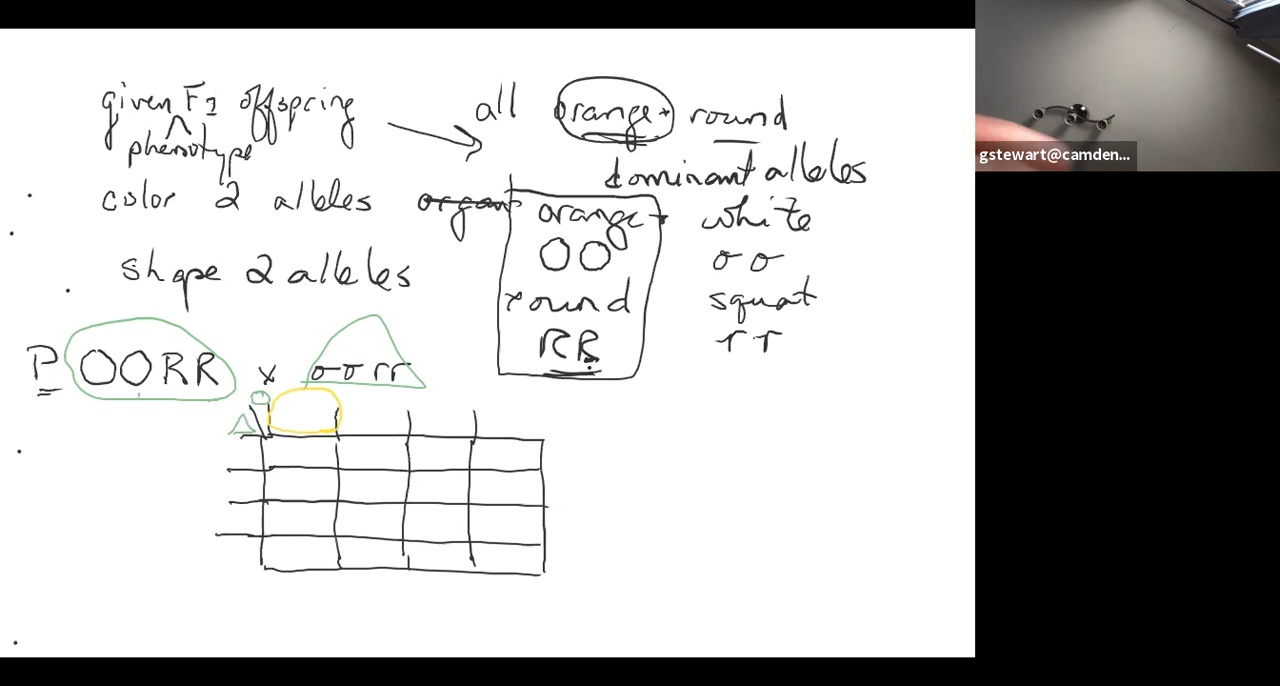 given F1 offspring → all orange + round
phenotype
dominant alleles
color 2 alleles organ orange + white
OO oo
shape 2 alleles round squat
RR rr
P OORR x oorr
gstewart@camden...